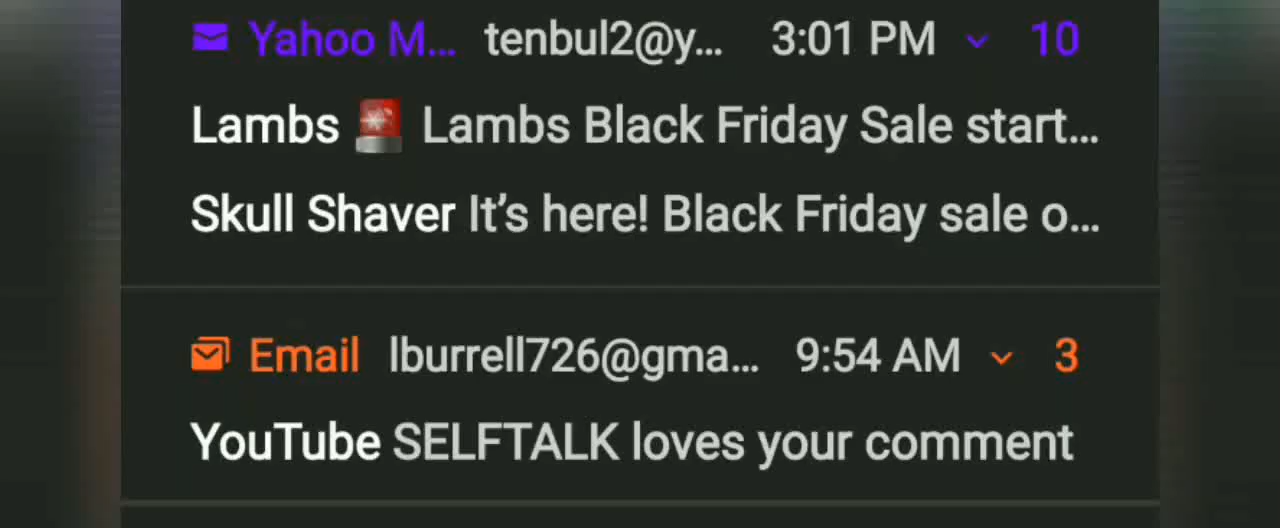 Yahoo M... tenbul2@y... 3:01 PM 10
Lambs 🚨 Lambs Black Friday Sale start...
Skull Shaver It’s here! Black Friday sale o...
Email lburrell726@gma... 9:54 AM 3
YouTube SELFTALK loves your comment